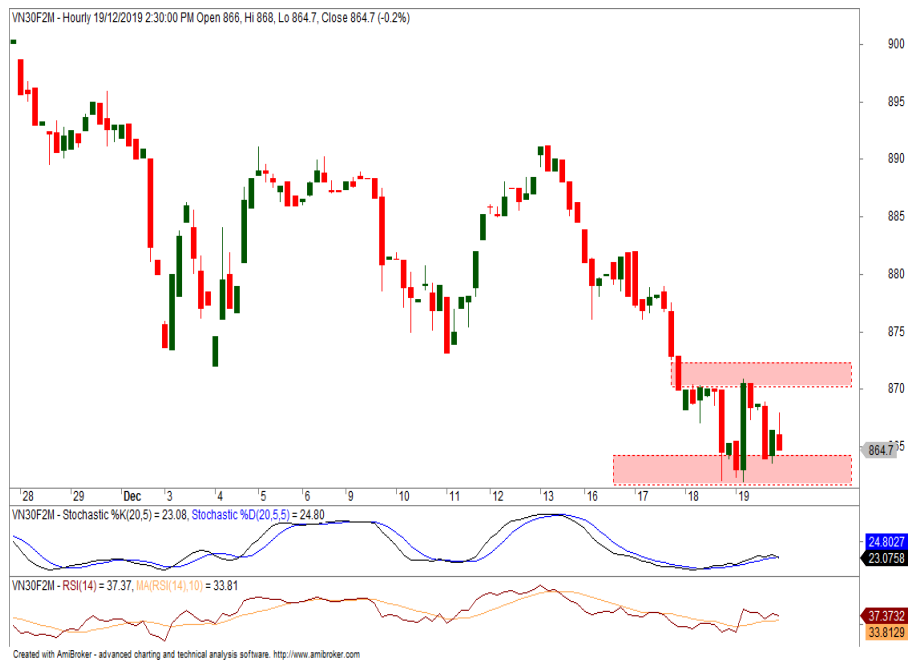 VN30F2M - Hourly 19/12/2019 2:30:00 PM Open 866, Hi 868, Lo 864.7, Close 864.7 (-0.2%)
900
895
890
885
880
875
870
865
864.7
28 29 Dec 3 4 5 6 9 10 11 12 13 16 17 18 19
VN30F2M - Stochastic %K(20,5) = 23.08, Stochastic %D(20,5,5) = 24.80
24.8027
23.0758
VN30F2M - RSI(14) = 37.37, MA(RSI(14),10) = 33.81
37.3732
33.8129
Created with AmiBroker - advanced charting and technical analysis software. http://www.amibroker.com